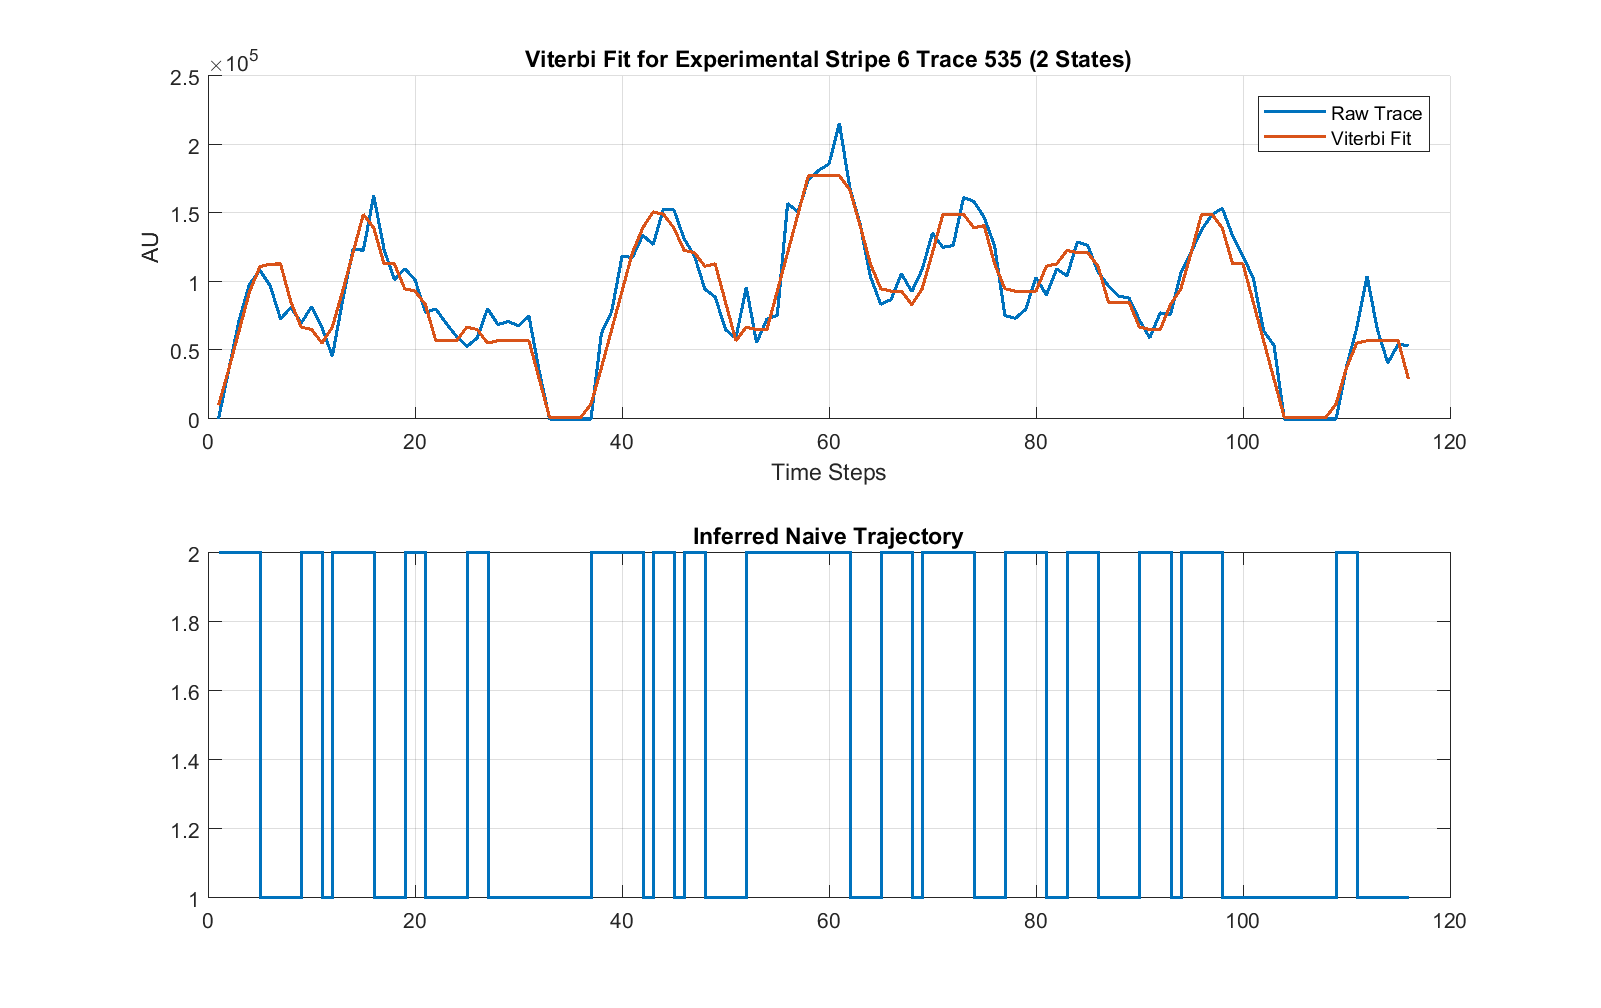 Viterbi Fit for Experimental Stripe 6 Trace 535 (2 States)
×10^5
2.5
2
1.5
1
0.5
0
AU
Raw Trace
Viterbi Fit
0 20 40 60 80 100 120
Time Steps
Inferred Naive Trajectory
2
1.8
1.6
1.4
1.2
1
0 20 40 60 80 100 120